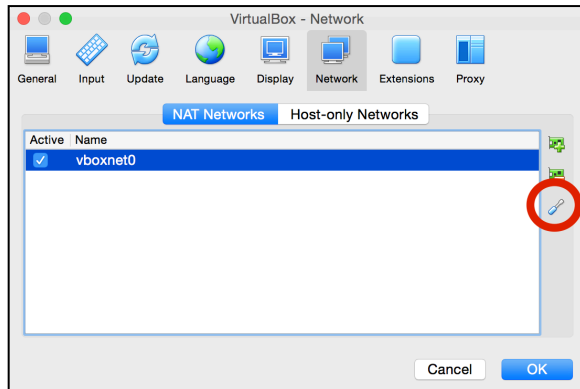 VirtualBox - Network
General Input Update Language Display Network Extensions Proxy
NAT Networks Host-only Networks
Active Name
vboxnet0
Cancel OK